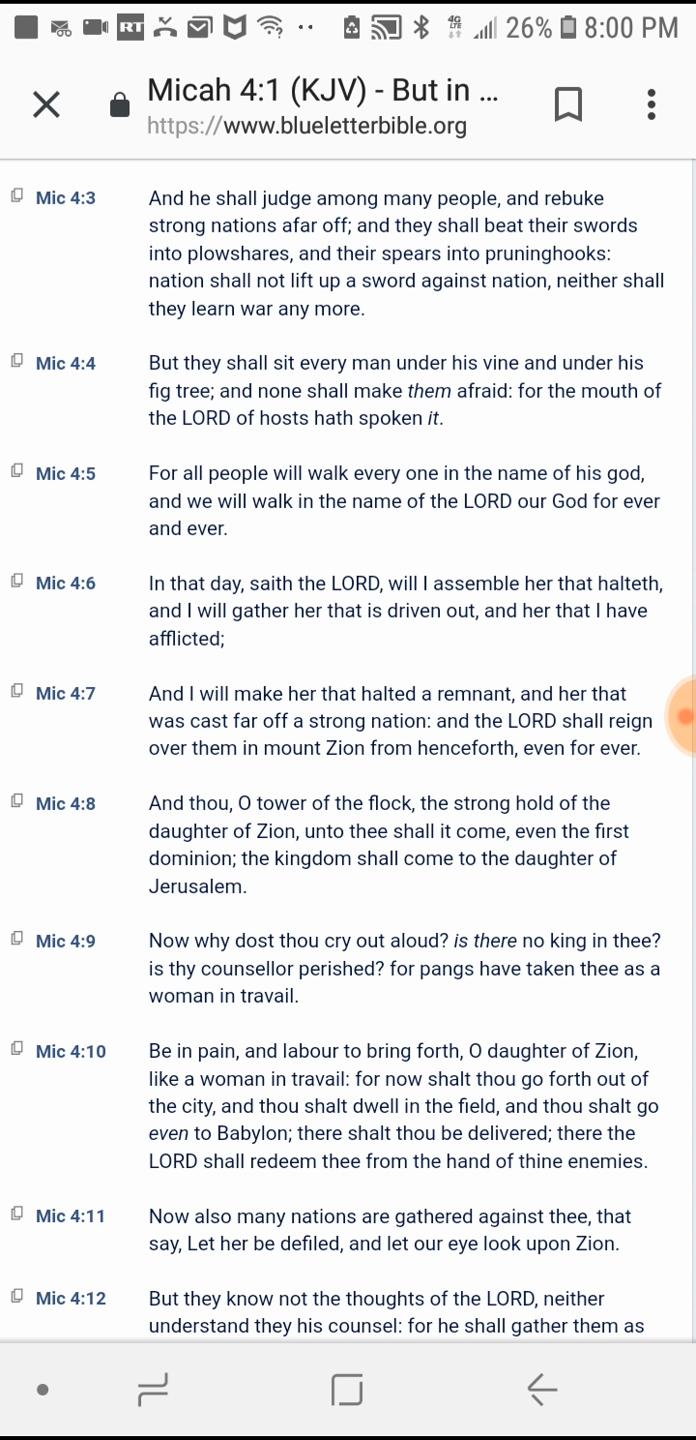 RT 4G LTE 26% 8:00 PM
Micah 4:1 (KJV) - But in ...
https://www.blueletterbible.org
Mic 4:3 And he shall judge among many people, and rebuke
strong nations afar off; and they shall beat their swords
into plowshares, and their spears into pruninghooks:
nation shall not lift up a sword against nation, neither shall
they learn war any more.
Mic 4:4 But they shall sit every man under his vine and under his
fig tree; and none shall make them afraid: for the mouth of
the LORD of hosts hath spoken it.
Mic 4:5 For all people will walk every one in the name of his god,
and we will walk in the name of the LORD our God for ever
and ever.
Mic 4:6 In that day, saith the LORD, will I assemble her that halteth,
and I will gather her that is driven out, and her that I have
afflicted;
Mic 4:7 And I will make her that halted a remnant, and her that
was cast far off a strong nation: and the LORD shall reign
over them in mount Zion from henceforth, even for ever.
Mic 4:8 And thou, O tower of the flock, the strong hold of the
daughter of Zion, unto thee shall it come, even the first
dominion; the kingdom shall come to the daughter of
Jerusalem.
Mic 4:9 Now why dost thou cry out aloud? is there no king in thee?
is thy counsellor perished? for pangs have taken thee as a
woman in travail.
Mic 4:10 Be in pain, and labour to bring forth, O daughter of Zion,
like a woman in travail: for now shalt thou go forth out of
the city, and thou shalt dwell in the field, and thou shalt go
even to Babylon; there shalt thou be delivered; there the
LORD shall redeem thee from the hand of thine enemies.
Mic 4:11 Now also many nations are gathered against thee, that
say, Let her be defiled, and let our eye look upon Zion.
Mic 4:12 But they know not the thoughts of the LORD, neither
understand they his counsel: for he shall gather them as